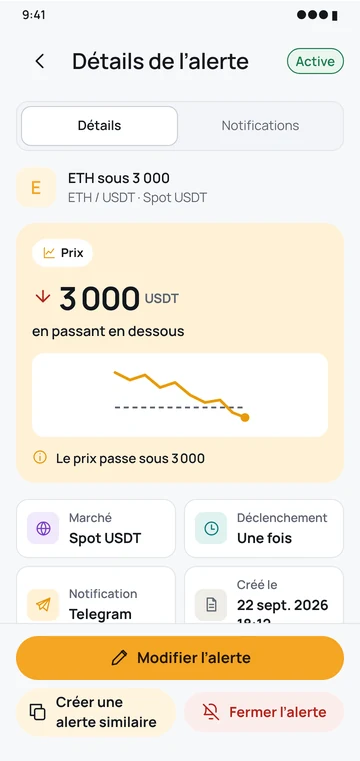 9:41
Détails de l’alerte
Active
Détails
Notifications
E
ETH sous 3 000
ETH / USDT · Spot USDT
Prix
3 000 USDT
en passant en dessous
Le prix passe sous 3 000
Marché
Spot USDT
Déclenchement
Une fois
Notification
Telegram
Créé le
22 sept. 2026
18:12
Modifier l’alerte
Créer une
alerte similaire
Fermer l’alerte